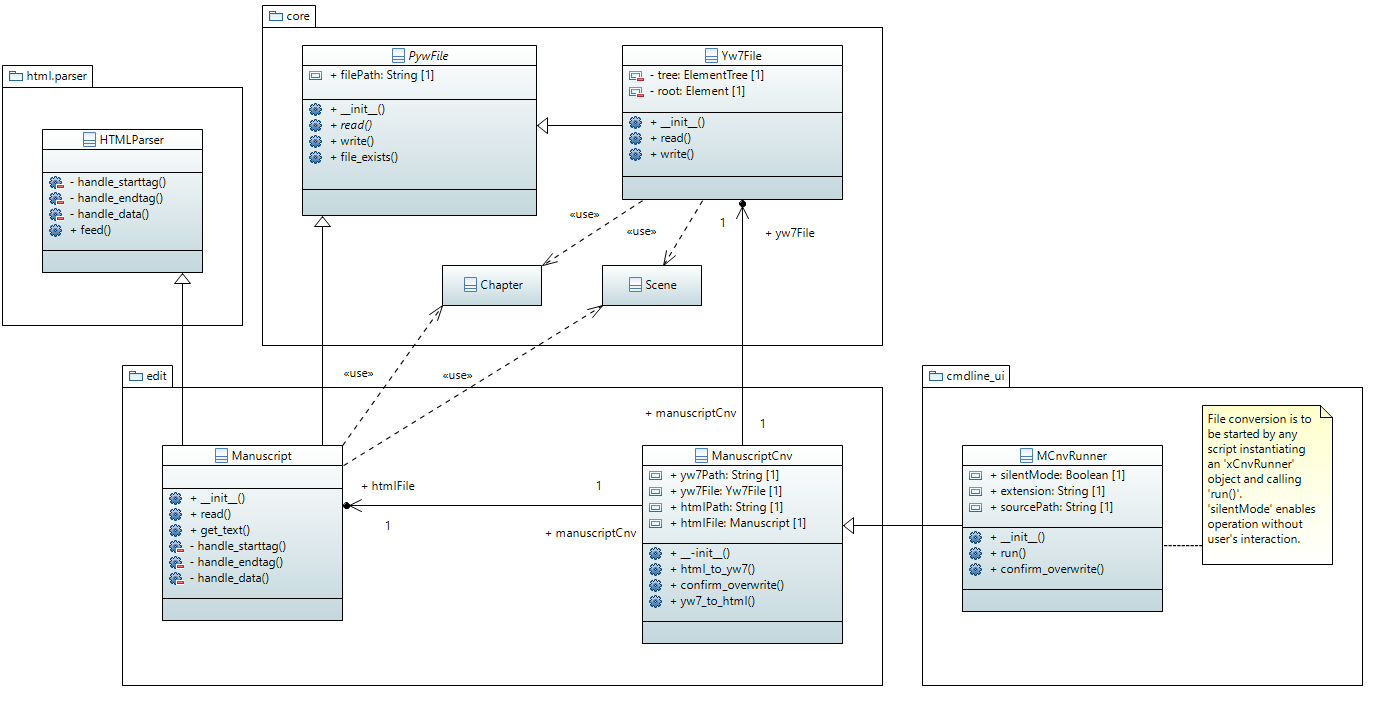 core
PywFile
+ filePath: String [1]
+ __init__()
+ read()
+ write()
+ file_exists()
Yw7File
- tree: ElementTree [1]
- root: Element [1]
+ __init__()
+ read()
+ write()
html.parser
HTMLParser
- handle_starttag()
- handle_endtag()
- handle_data()
+ feed()
«use»
«use»
1
+ yw7File
Chapter
Scene
«use»
«use»
edit
+ manuscriptCnv
1
Manuscript
+ __init__()
+ read()
+ get_text()
- handle_starttag()
- handle_endtag()
- handle_data()
+ htmlFile
1
1
+ manuscriptCnv
ManuscriptCnv
+ yw7Path: String [1]
+ yw7File: Yw7File [1]
+ htmlPath: String [1]
+ htmlFile: Manuscript [1]
+ __-init__()
+ html_to_yw7()
+ confirm_overwrite()
+ yw7_to_html()
cmdline_ui
MCnvRunner
+ silentMode: Boolean [1]
+ extension: String [1]
+ sourcePath: String [1]
+ __init__()
+ run()
+ confirm_overwrite()
File conversion is to
be started by any
script instantiating
an 'xCnvRunner'
object and calling
'run()'.
'silentMode' enables
operation without
user's interaction.